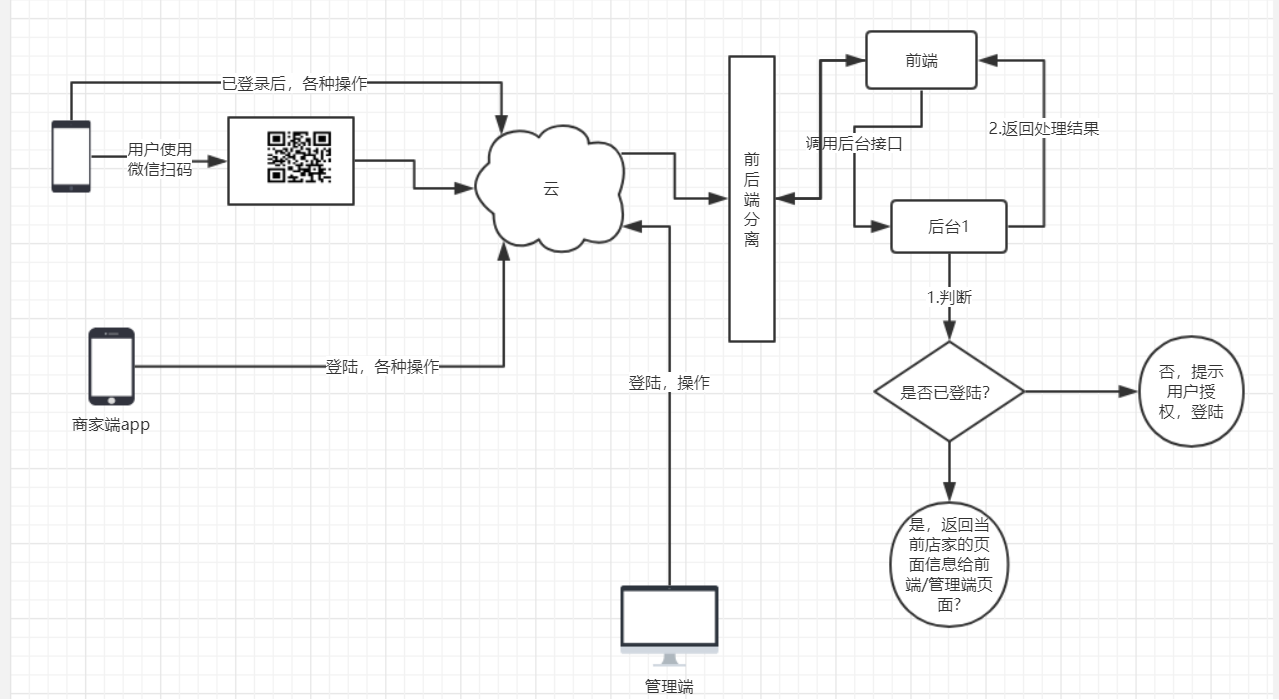 已登录后，各种操作
用户使用
微信扫码
云
前
后
端
分
离
前端
调用后台接口
2.返回处理结果
后台1
1.判断
是否已登陆？
否，提示
用户授
权，登陆
是，返回当
前店家的页
面信息给前
端/管理端页
面？
登陆，各种操作
商家端app
登陆，操作
管理端